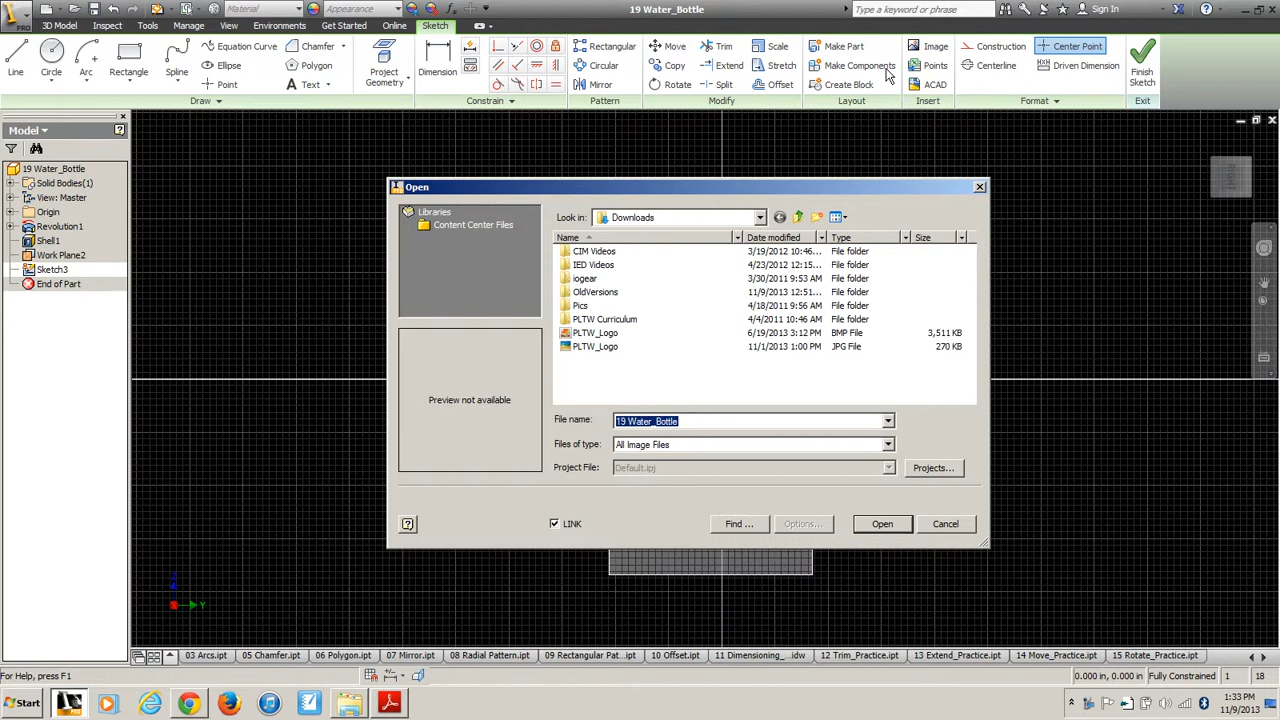 PRO
Material
Appearance
19 Water_Bottle
Type a keyword or phrase
Sign In
3D Model
Inspect
Tools
Manage
View
Environments
Get Started
Online
Sketch
Line
Circle
Arc
Rectangle
Spline
Equation Curve
Ellipse
Point
Chamfer
Polygon
Text
Project
Geometry
Dimension
Rectangular
Circular
Mirror
Move
Copy
Rotate
Trim
Extend
Split
Scale
Stretch
Offset
Make Part
Make Components
Create Block
Image
Points
ACAD
Construction
Centerline
Center Point
Driven Dimension
Finish
Sketch
Draw
Constrain
Pattern
Modify
Layout
Insert
Format
Exit
Model
19 Water_Bottle
Solid Bodies(1)
View: Master
Origin
Revolution1
Shell1
Work Plane2
Sketch3
End of Part
Open
Libraries
Content Center Files
Preview not available
Look in:
Downloads
Name
Date modified
Type
Size
CIM Videos 3/19/2012 10:46... File folder
IED Videos 4/23/2012 12:15... File folder
iogear 3/30/2011 9:53 AM File folder
OldVersions 11/9/2013 12:51... File folder
Pics 4/18/2011 9:56 AM File folder
PLTW Curriculum 4/4/2011 10:46 AM File folder
PLTW_Logo 6/19/2013 3:12 PM BMP File 3,511 KB
PLTW_Logo 11/1/2013 1:00 PM JPG File 270 KB
File name:
19 Water_Bottle
Files of type:
All Image Files
Project File:
Default.ipj
Projects...
LINK
Find ...
Options...
Open
Cancel
Z
Y
03 Arcs.ipt
05 Chamfer.ipt
06 Polygon.ipt
07 Mirror.ipt
08 Radial Pattern.ipt
09 Rectangular Pat...ipt
10 Offset.ipt
11 Dimensioning_...idw
12 Trim_Practice.ipt
13 Extend_Practice.ipt
14 Move_Practice.ipt
15 Rotate_Practice.ipt
For Help, press F1
0.000 in, 0.000 in
Fully Constrained
1
18
Start
1:33 PM
11/9/2013